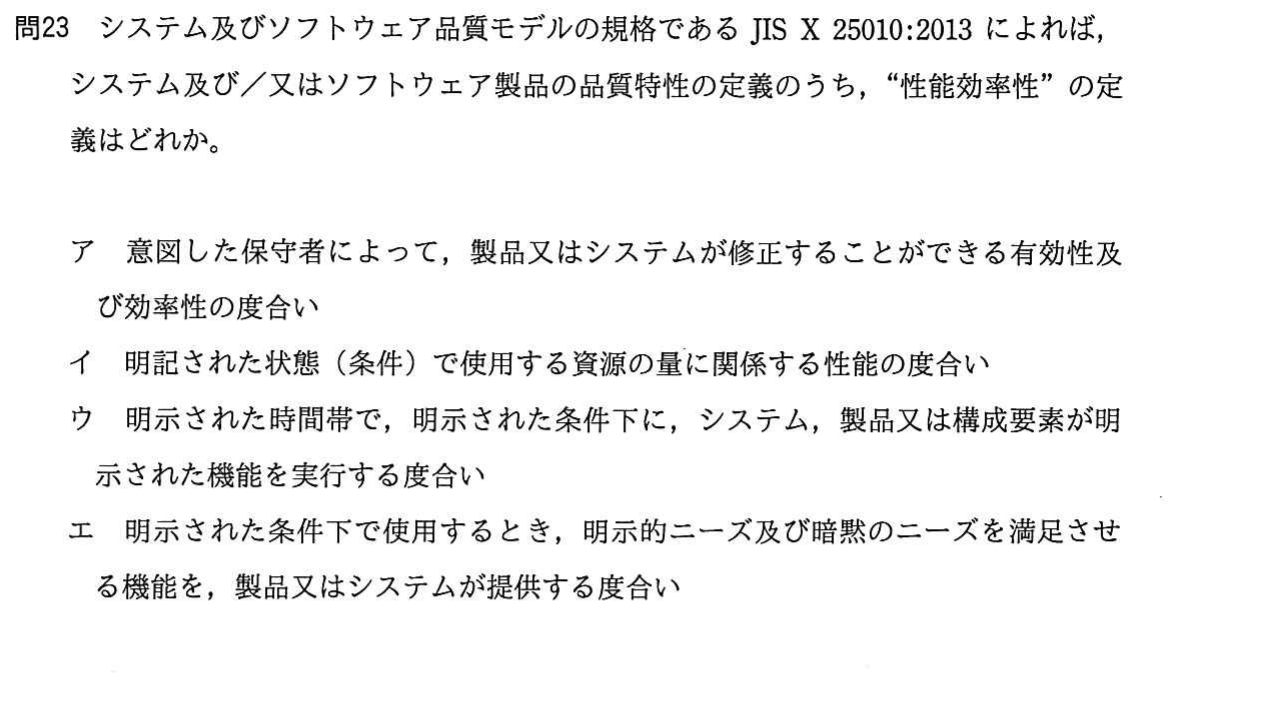 問23 システム及びソフトウェア品質モデルの規格である JIS X 25010:2013 によれば,
システム及び／又はソフトウェア製品の品質特性の定義のうち, “性能効率性” の定
義はどれか。
ア 意図した保守者によって, 製品又はシステムが修正することができる有効性及
び効率性の度合い
イ 明記された状態（条件）で使用する資源の量に関係する性能の度合い
ウ 明示された時間帯で, 明示された条件下に, システム, 製品又は構成要素が明
示された機能を実行する度合い
エ 明示された条件下で使用するとき, 明示的ニーズ及び暗黙のニーズを満足させ
る機能を, 製品又はシステムが提供する度合い